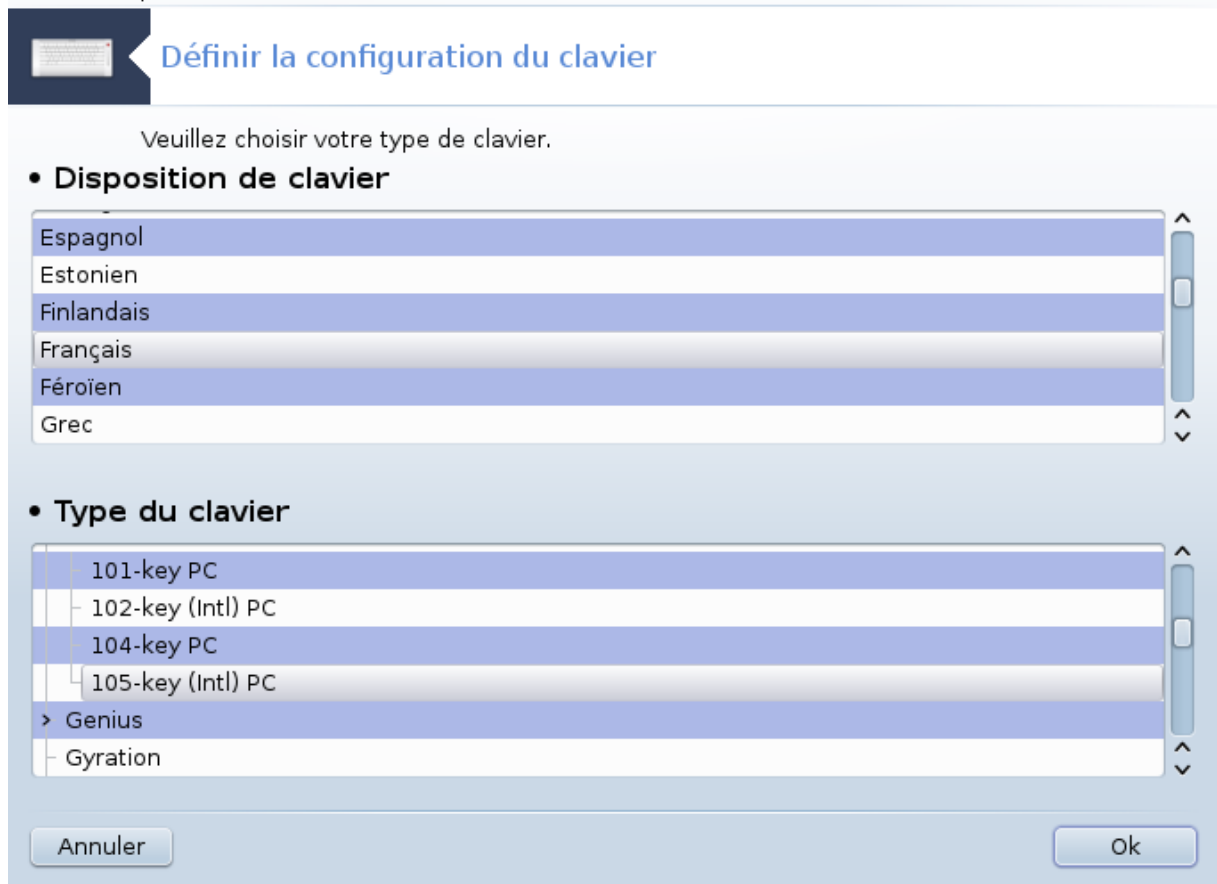 Définir la configuration du clavier
Veuillez choisir votre type de clavier.
• Disposition de clavier
Espagnol
Estonien
Finlandais
Français
Féroïen
Grec
• Type du clavier
101-key PC
102-key (Intl) PC
104-key PC
105-key (Intl) PC
Genius
Gyration
Annuler
Ok